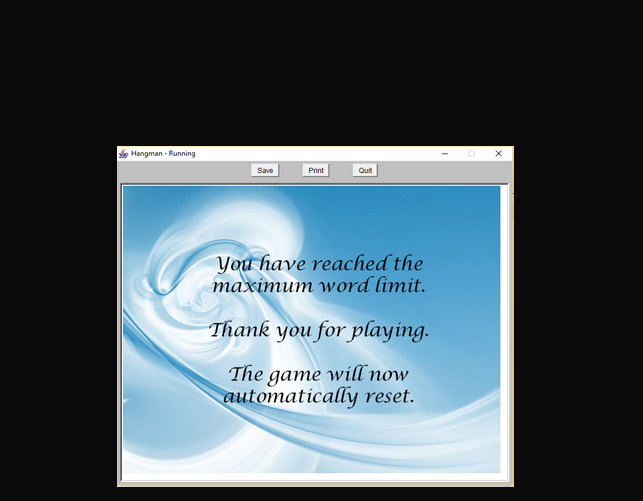 Hangman - Running
Save Print Quit
You have reached the
maximum word limit.
Thank you for playing.
The game will now
automatically reset.